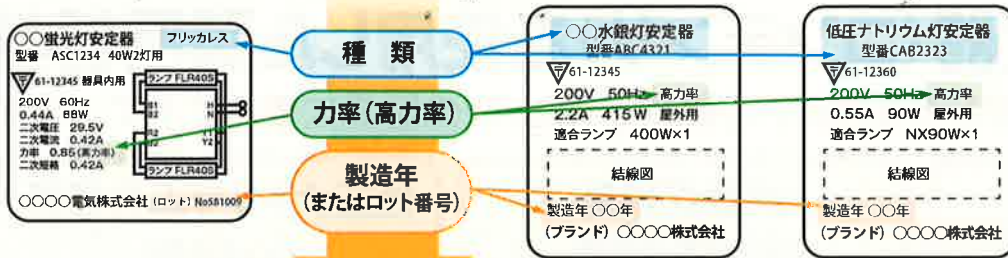 ○○蛍光灯安定器 フリッカレス
型番 ASC1234 40W2灯用
61-12345 器具内用
200V 60Hz
0.44A 88W
二次電圧 29.5V
二次電流 0.42A
力率 0.85(高力率)
二次短絡 0.42A
ランプ FLR40S
B1
B2
R2
H
N
Y1
Y2
ランプ FLR40S
○○○○電気株式会社 (ロット) No581009
種類
力率(高力率)
製造年
(またはロット番号)
○○水銀灯安定器
型番ABC4321
61-12345
200V 50Hz 高力率
2.2A 415W 屋外用
適合ランプ 400W×1
結線図
製造年 ○○年
(ブランド) ○○○○株式会社
低圧ナトリウム灯安定器
型番CAB2323
61-12360
200V 50Hz 高力率
0.55A 90W 屋外用
適合ランプ NX90W×1
結線図
製造年 ○○年
(ブランド) ○○○○株式会社